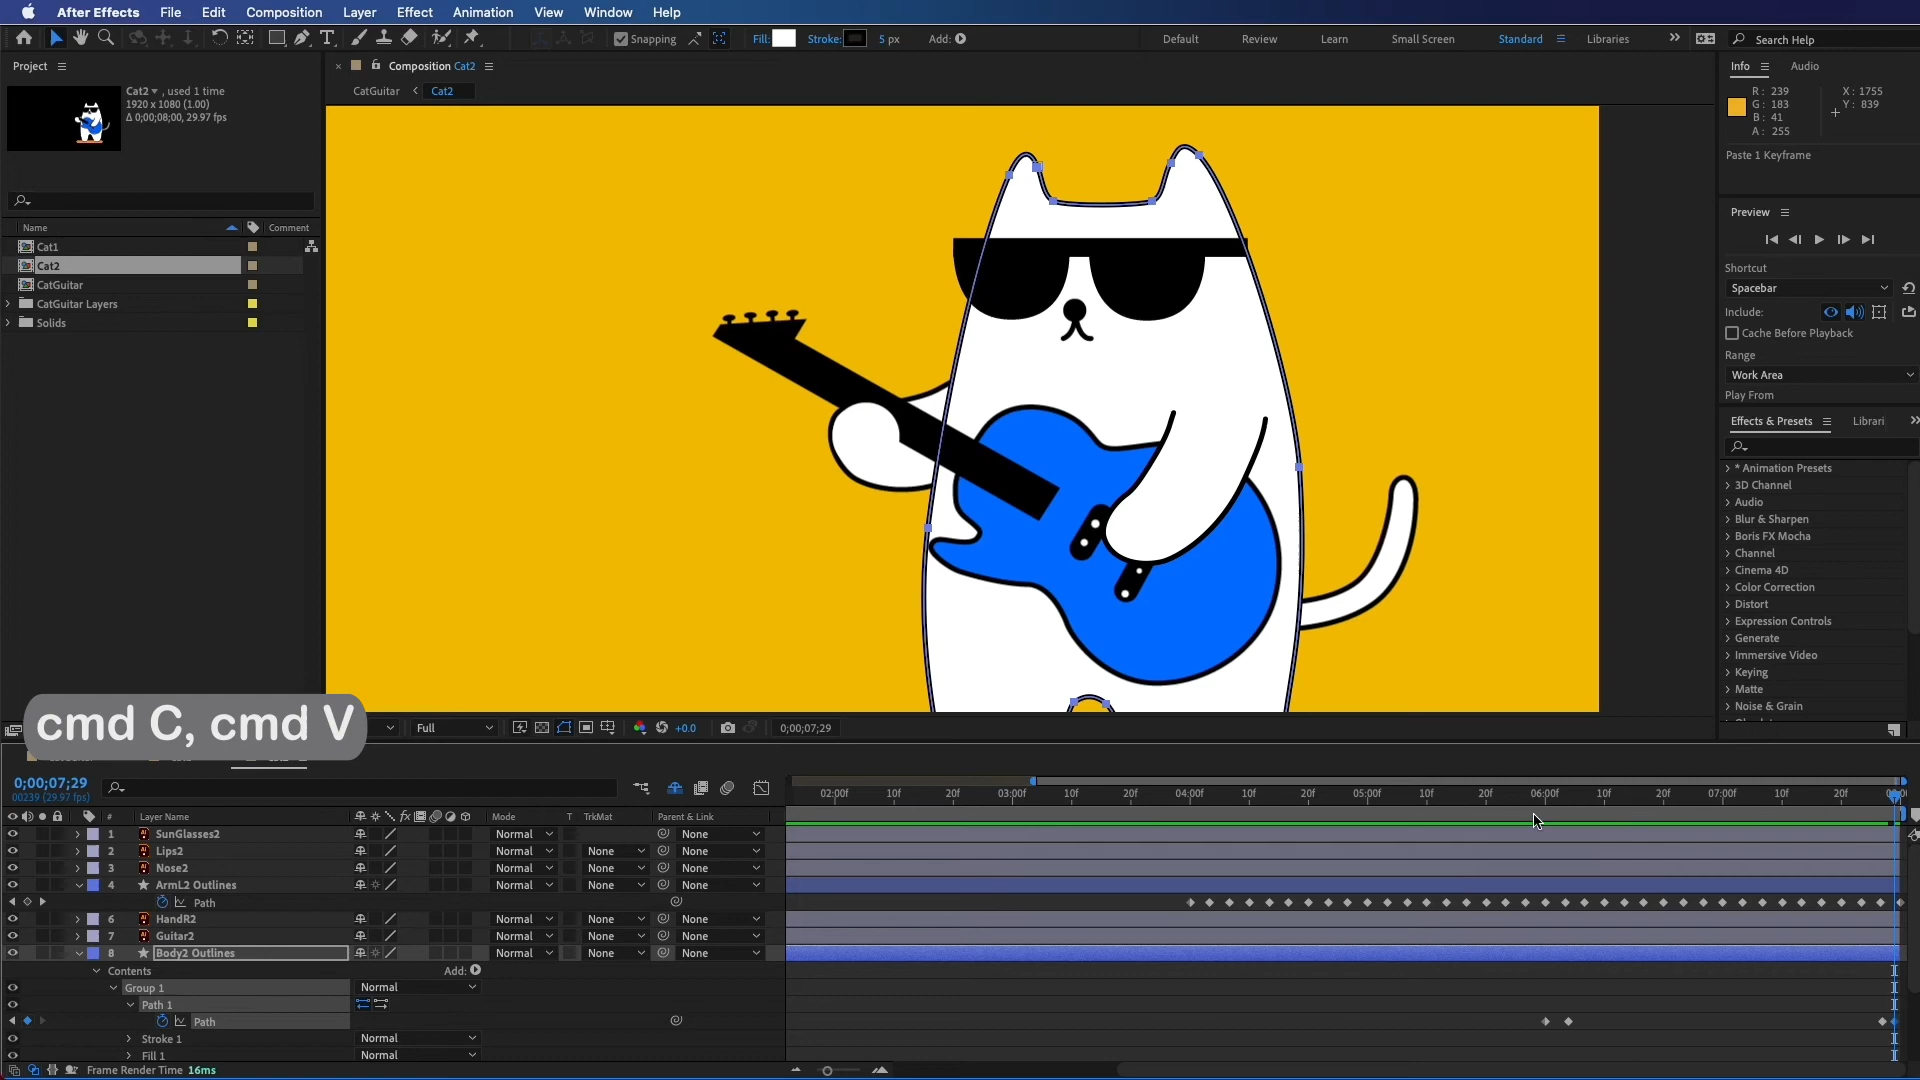 After Effects File Edit Composition Layer Effect Animation View Window Help
Snapping Fill: Stroke: 5 px Add: Default Review Learn Small Screen Standard Libraries Search Help
Project
Composition Cat2
Info Audio
CatGuitar Cat2
Cat2 , used 1 time
1920 x 1080 (1.00)
Δ 0;00;08;00, 29.97 fps
R: 239 X: 1755
G: 183 Y: 839
B: 41
A: 255
Paste 1 Keyframe
Name Comment
Cat1
Cat2
CatGuitar
CatGuitar Layers
Solids
Preview
Shortcut
Spacebar
Include:
Cache Before Playback
Range
Work Area
Play From
Effects & Presets Librari
* Animation Presets
3D Channel
Audio
Blur & Sharpen
Boris FX Mocha
Channel
Cinema 4D
Color Correction
Distort
Expression Controls
Generate
Immersive Video
Keying
Matte
Noise & Grain
cmd C, cmd V
Full +0.0 0;00;07;29
0;00;07;29
00239 (29.97 fps)
02:00f 10f 20f 03:00f 10f 20f 04:00f 10f 20f 05:00f 10f 20f 06:00f 10f 20f 07:00f 10f 20f
# Layer Name fx Mode T TrkMat Parent & Link
1 SunGlasses2 Normal None
2 Lips2 Normal None None
3 Nose2 Normal None None
4 ArmL2 Outlines Normal None None
Path
6 HandR2 Normal None None
7 Guitar2 Normal None None
8 Body2 Outlines Normal None None
Contents Add:
Group 1 Normal
Path 1
Path
Stroke 1 Normal
Fill 1 Normal
Frame Render Time 16ms